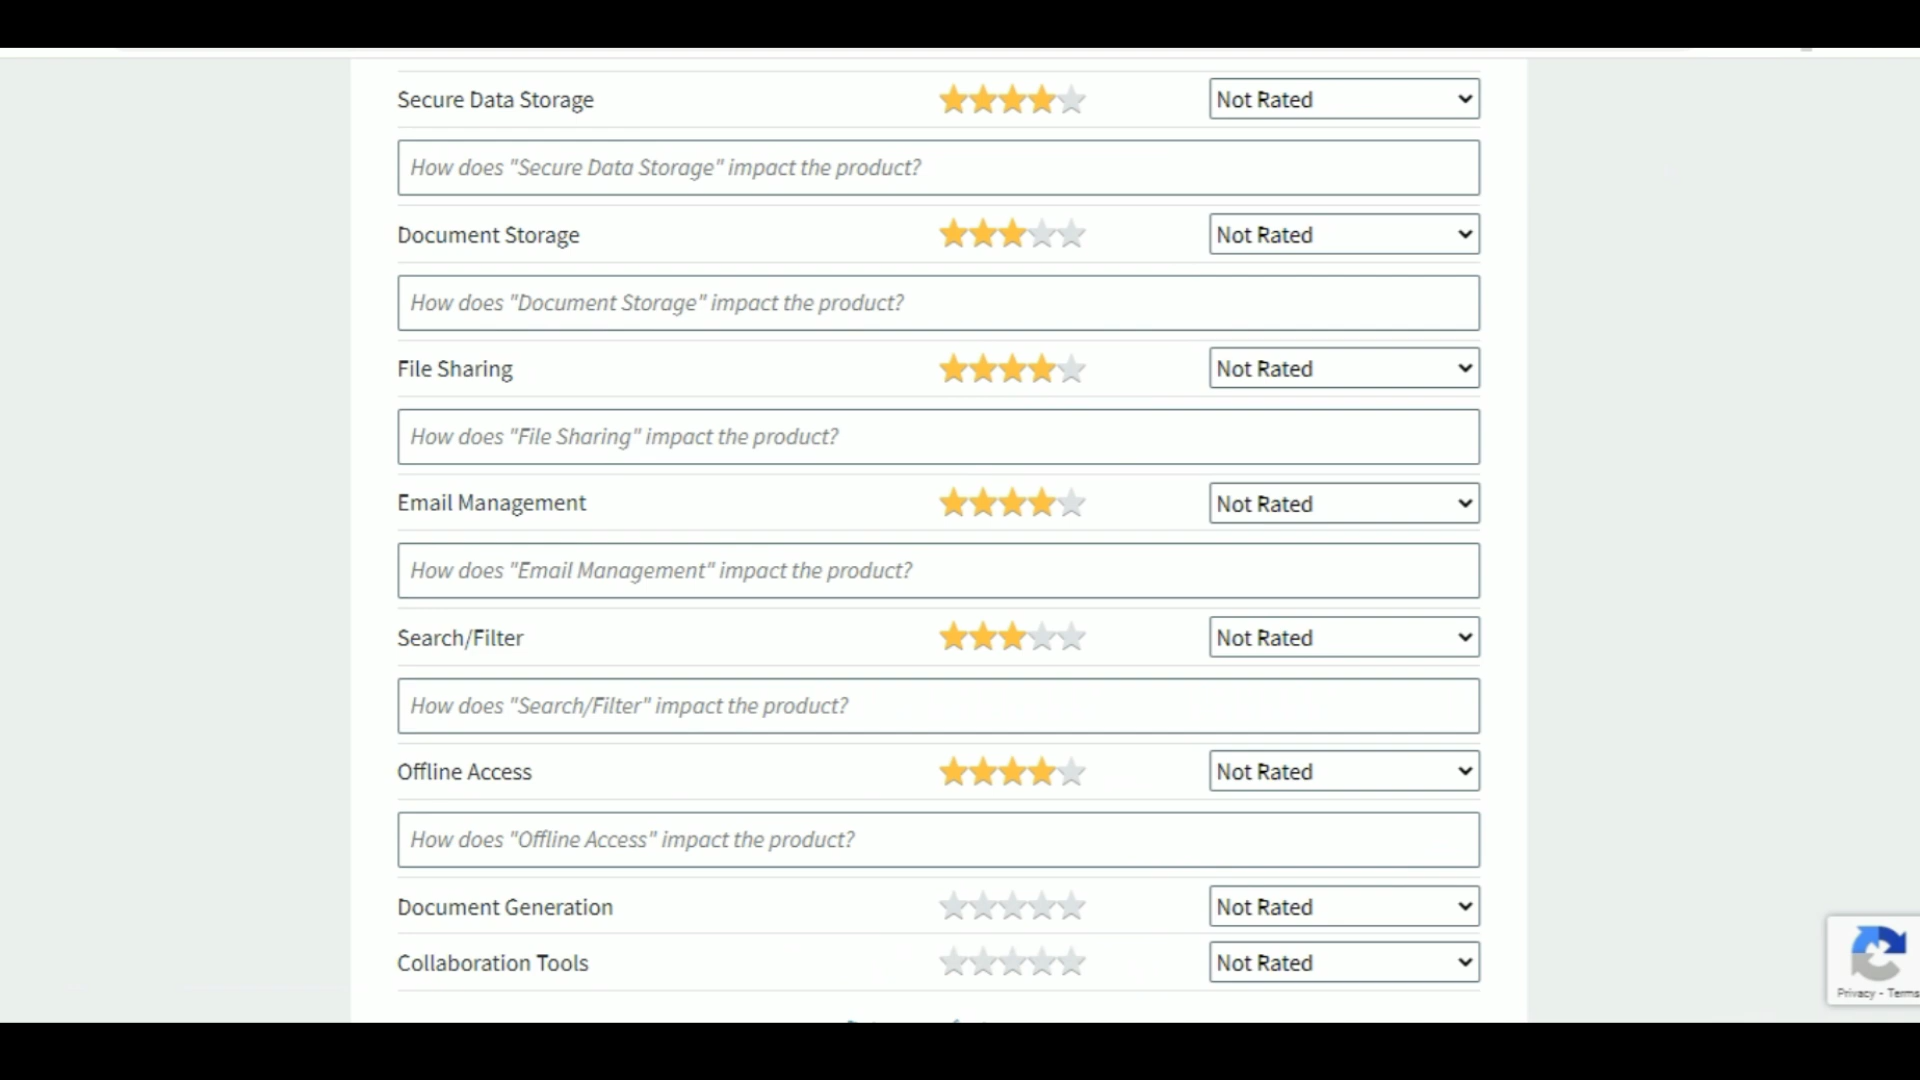 Secure Data Storage Not Rated
How does "Secure Data Storage" impact the product?
Document Storage Not Rated
How does "Document Storage" impact the product?
File Sharing Not Rated
How does "File Sharing" impact the product?
Email Management Not Rated
How does "Email Management" impact the product?
Search/Filter Not Rated
How does "Search/Filter" impact the product?
Offline Access Not Rated
How does "Offline Access" impact the product?
Document Generation Not Rated
Collaboration Tools Not Rated
Privacy - Terms